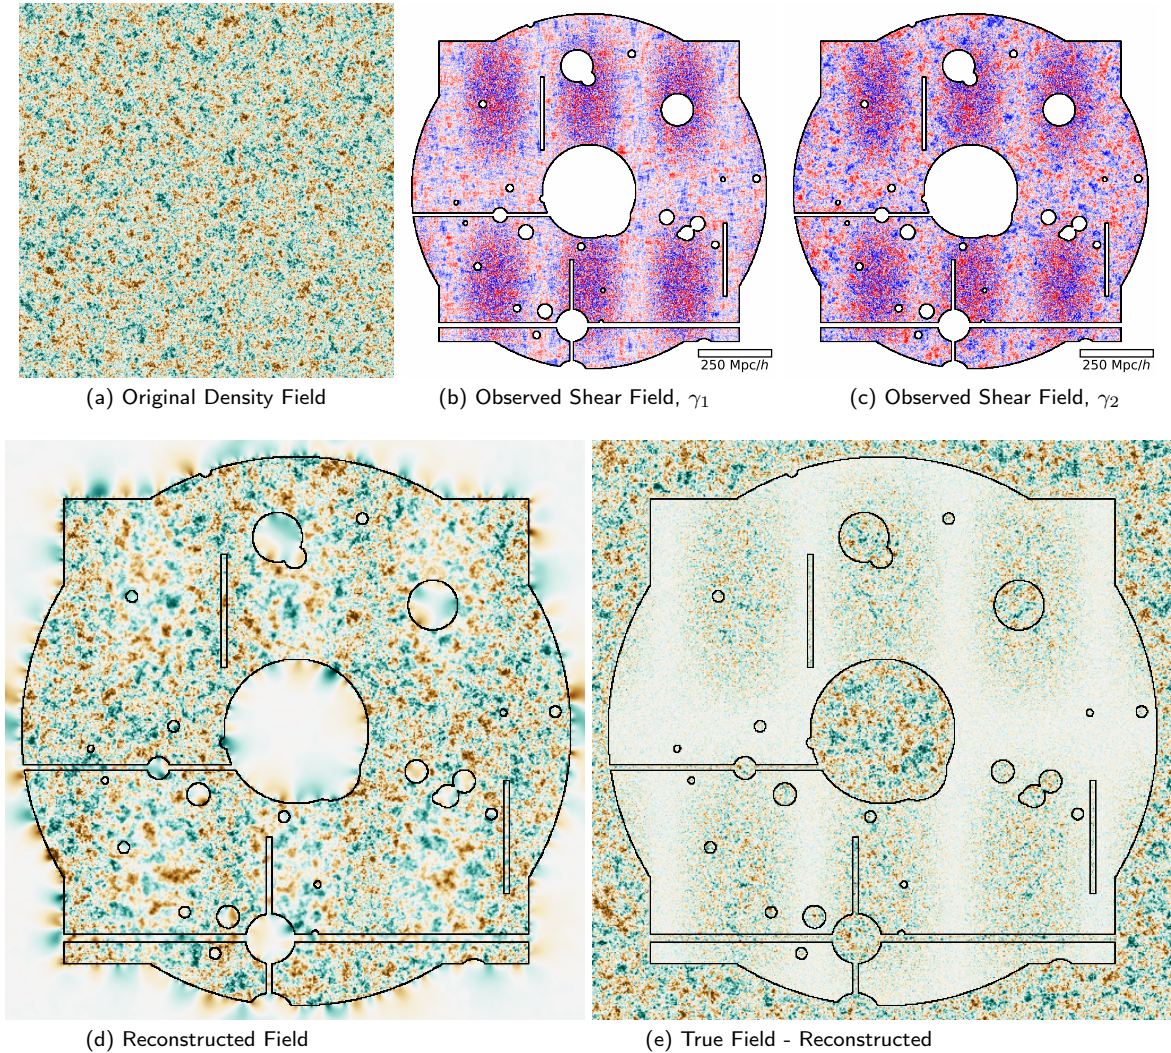 250 Mpc/h
250 Mpc/h
(a) Original Density Field
(b) Observed Shear Field, γ₁
(c) Observed Shear Field, γ₂
(d) Reconstructed Field
(e) True Field - Reconstructed